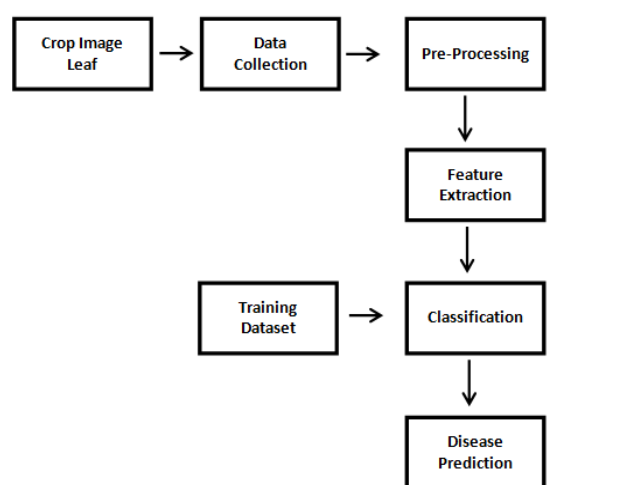 Crop Image
Leaf
Data
Collection
Pre-Processing
Feature
Extraction
Training
Dataset
Classification
Disease
Prediction